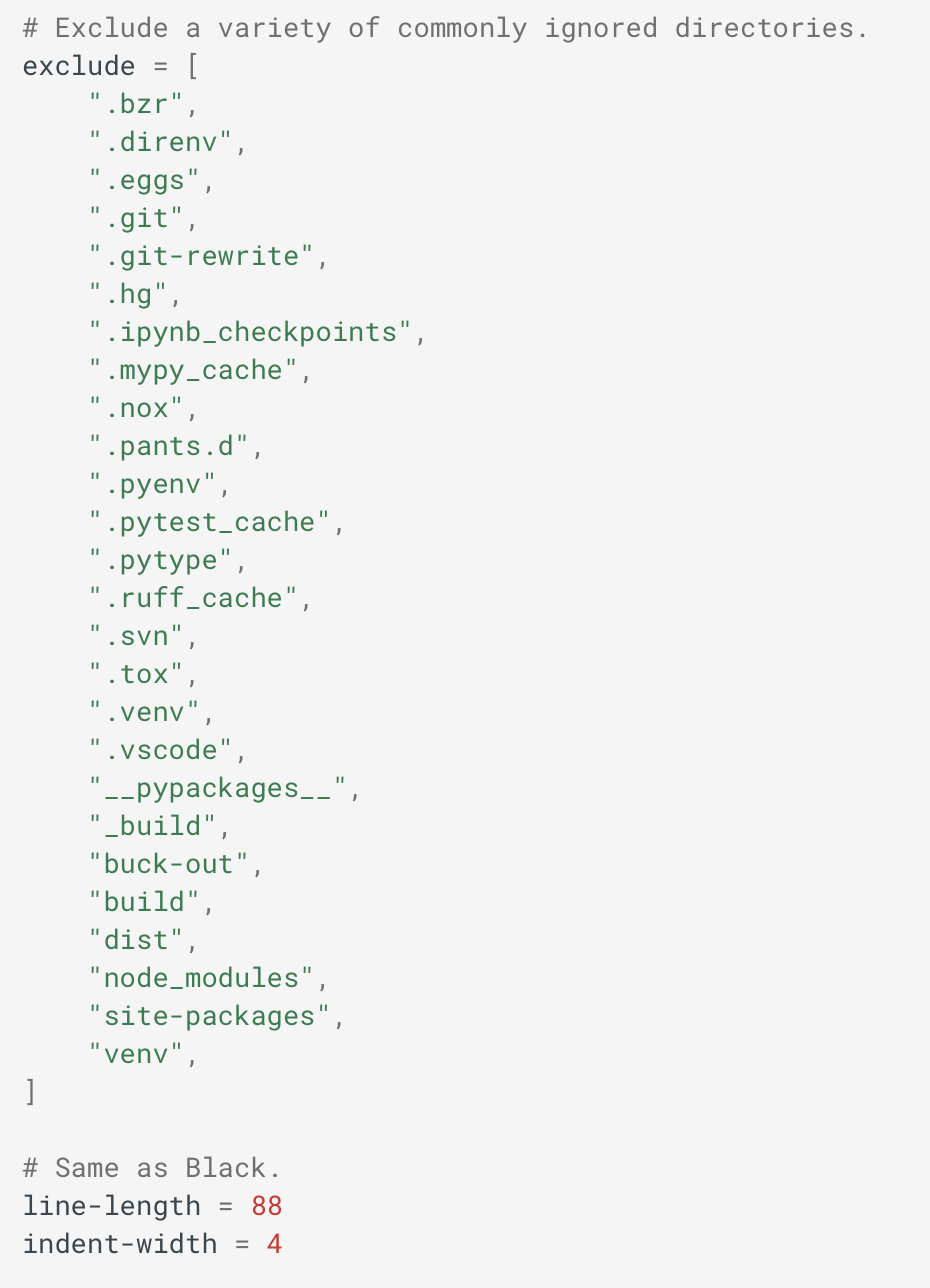 # Exclude a variety of commonly ignored directories.
exclude = [
    ".bzr",
    ".direnv",
    ".eggs",
    ".git",
    ".git-rewrite",
    ".hg",
    ".ipynb_checkpoints",
    ".mypy_cache",
    ".nox",
    ".pants.d",
    ".pyenv",
    ".pytest_cache",
    ".pytype",
    ".ruff_cache",
    ".svn",
    ".tox",
    ".venv",
    ".vscode",
    "__pypackages__",
    "_build",
    "buck-out",
    "build",
    "dist",
    "node_modules",
    "site-packages",
    "venv",
]

# Same as Black.
line-length = 88
indent-width = 4